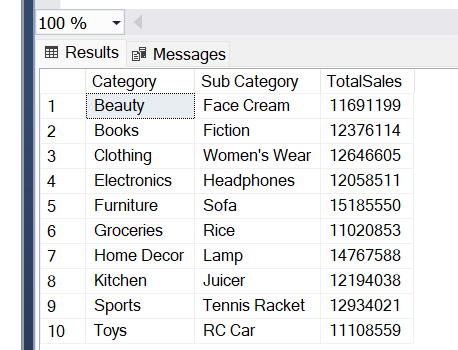 100 %
Results Messages
Category Sub Category TotalSales
1 Beauty Face Cream 11691199
2 Books Fiction 12376114
3 Clothing Women's Wear 12646605
4 Electronics Headphones 12058511
5 Furniture Sofa 15185550
6 Groceries Rice 11020853
7 Home Decor Lamp 14767588
8 Kitchen Juicer 12194038
9 Sports Tennis Racket 12934021
10 Toys RC Car 11108559